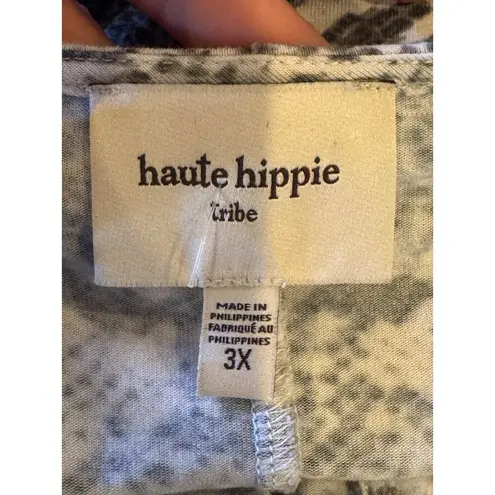 haute hippie
tribe
MADE IN
PHILIPPINES
FABRIQUÉ AU
PHILIPPINES
3X